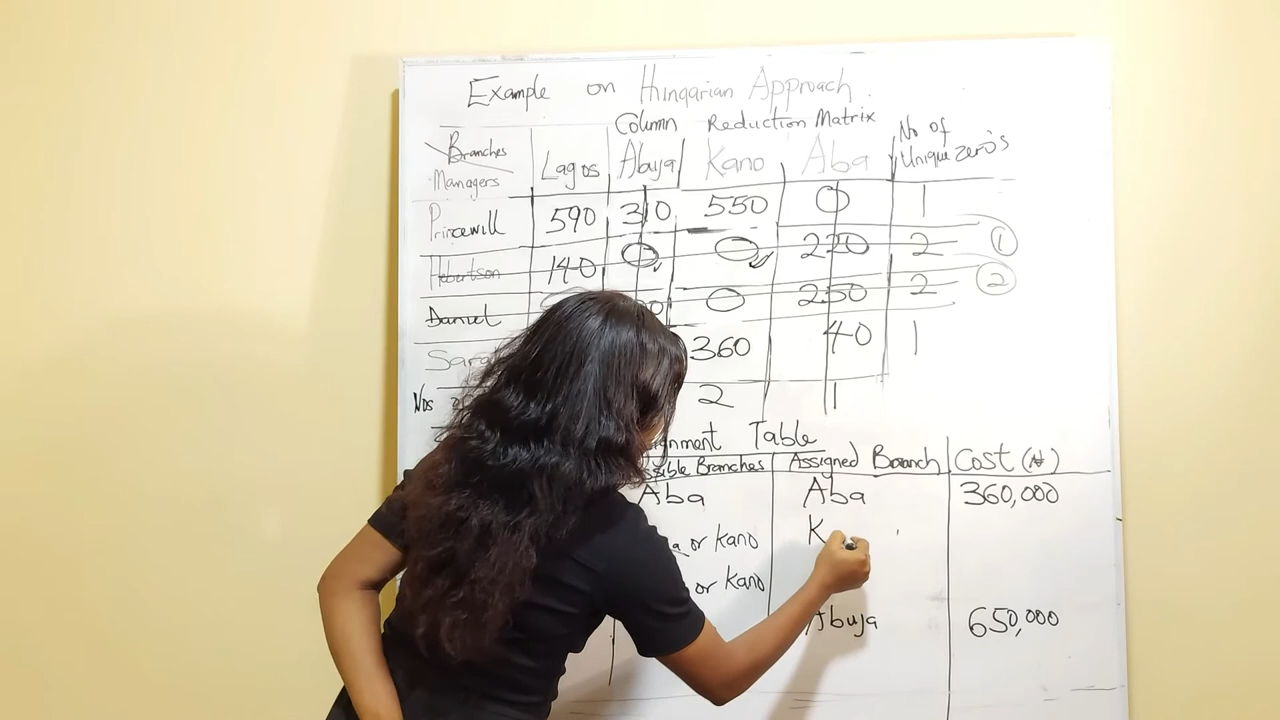 Example on Hungarian Approach.
Column Reduction Matrix
Branches
Managers Lagos Abuja Kano Aba No of Unique zero's
Princewill 590 310 550 0 1
Hebertson 140 0 0 220 2 1
Daniel 0 250 2 2
360 40 1
2 1
Table
Branches Assigned Branch Cost (₦)
Aba Aba 360,000
or Kano K
or Kano
Abuja 650,000